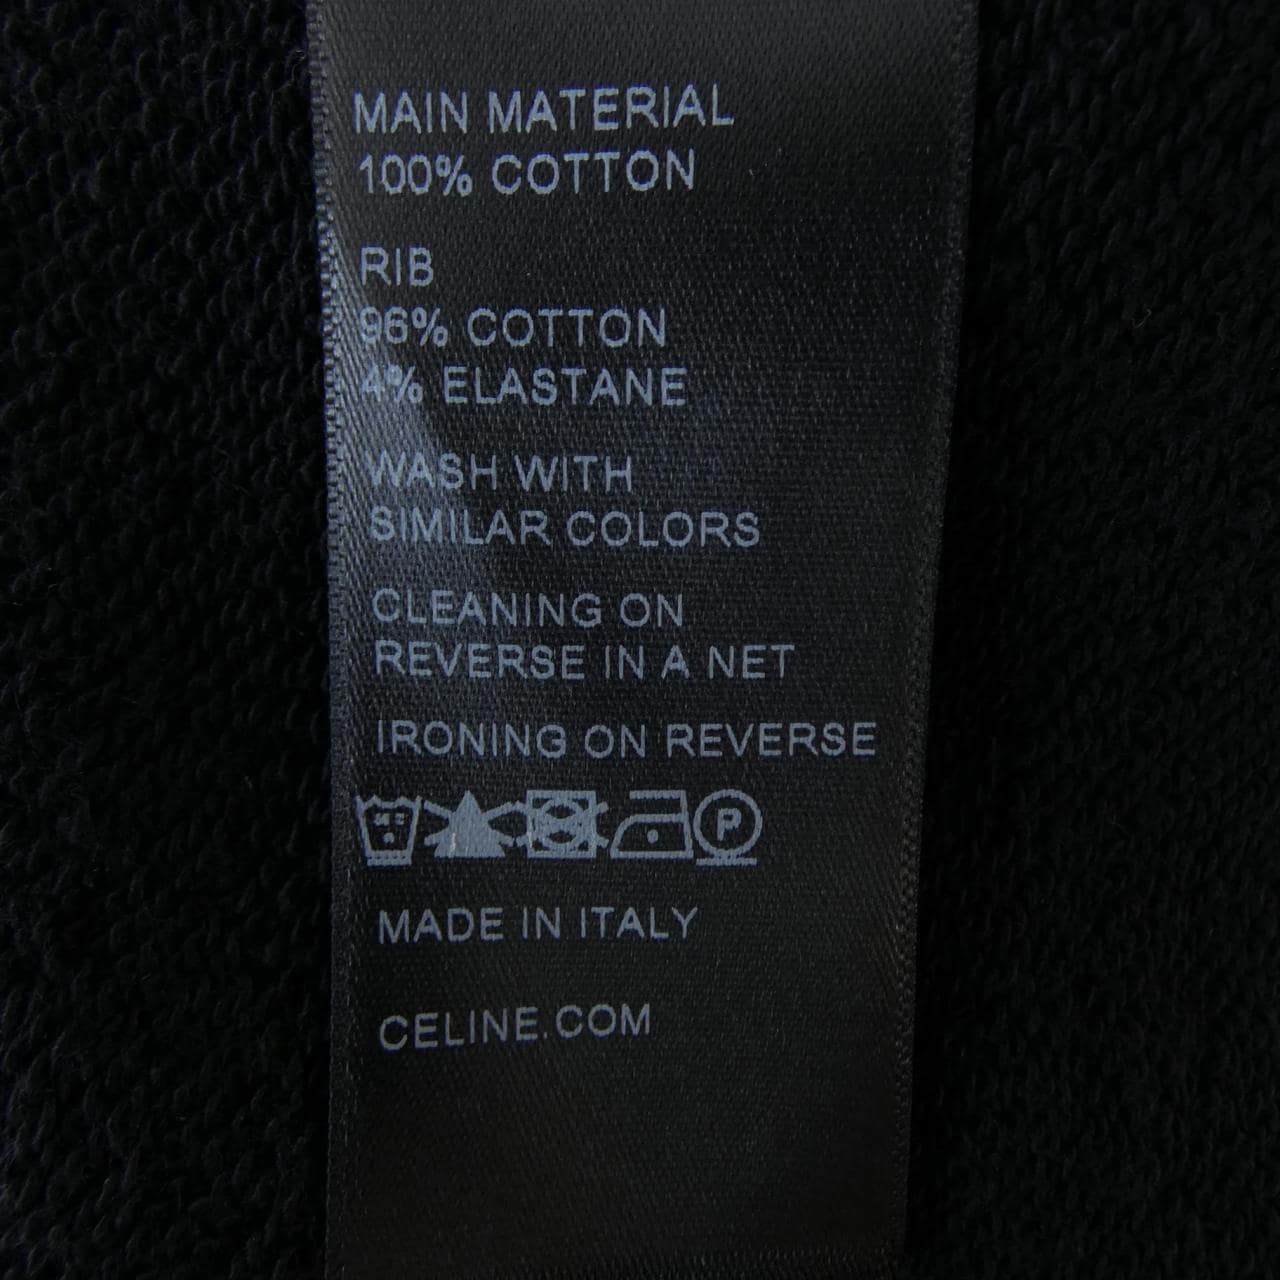 MAIN MATERIAL
100% COTTON
RIB
96% COTTON
4% ELASTANE
WASH WITH
SIMILAR COLORS
CLEANING ON
REVERSE IN A NET
IRONING ON REVERSE
P
MADE IN ITALY
CELINE.COM